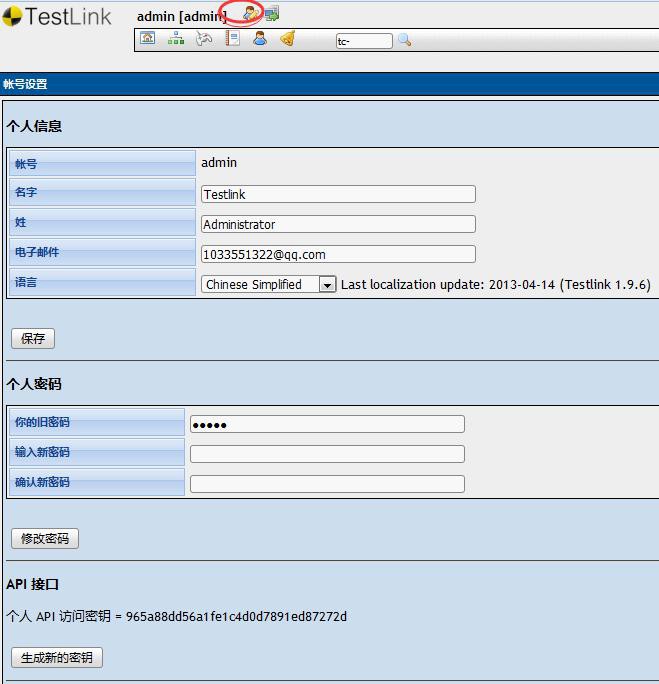 TestLink
admin [admin]
tc-
帐号设置
个人信息
帐号 admin
名字 Testlink
姓 Administrator
电子邮件 1033551322@qq.com
语言 Chinese Simplified Last localization update: 2013-04-14 (Testlink 1.9.6)
保存
个人密码
你的旧密码 •••••
输入新密码
确认新密码
修改密码
API 接口
个人 API 访问密钥 = 965a88dd56a1fe1c4d0d7891ed87272d
生成新的密钥